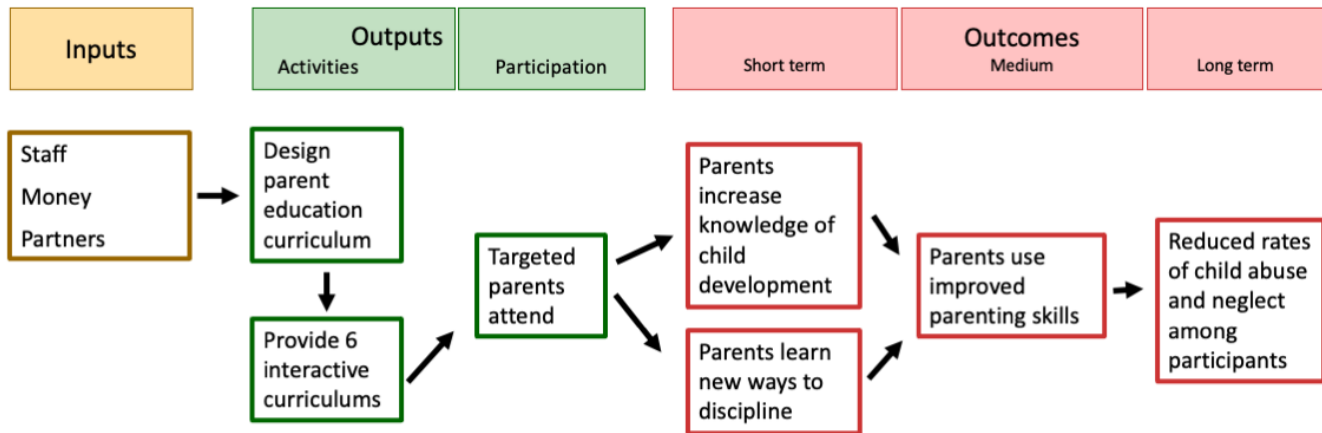 Inputs
Outputs
Activities
Participation
Outcomes
Short term
Medium
Long term
Staff
Money
Partners
Design
parent
education
curriculum
Provide 6
interactive
curriculums
Targeted
parents
attend
Parents
increase
knowledge of
child
development
Parents learn
new ways to
discipline
Parents use
improved
parenting skills
Reduced rates
of child abuse
and neglect
among
participants